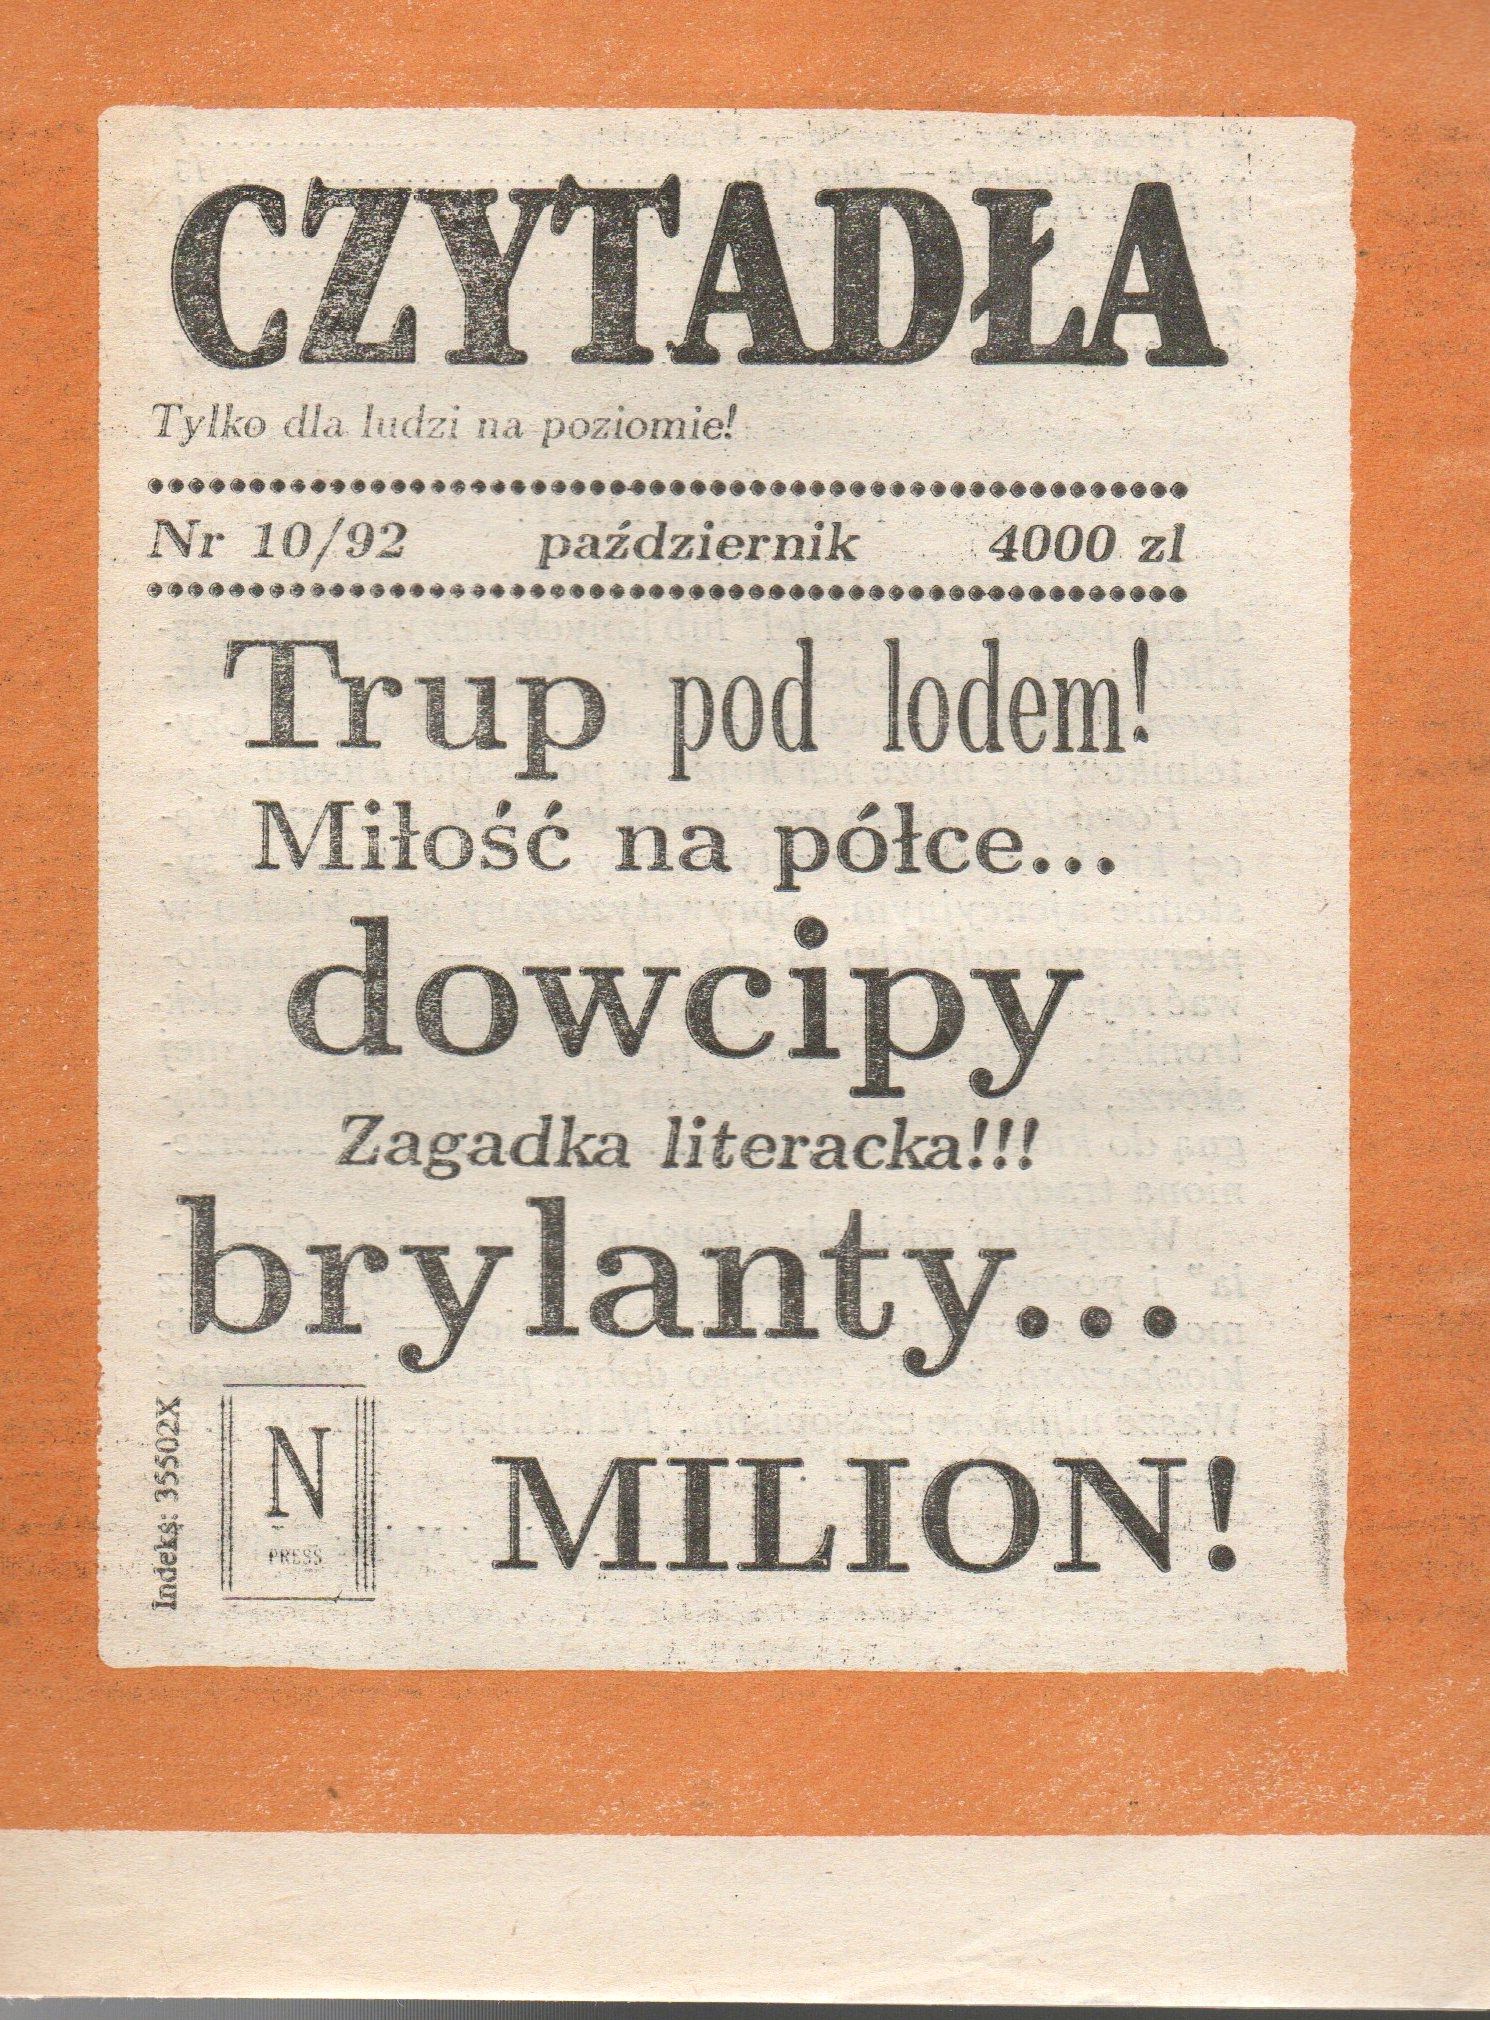 CZYTADŁA
Tylko dla ludzi na poziomie!
Nr 10/92 październik 4000 zl
Trup pod lodem!
Miłość na półce...
dowcipy
Zagadka literacka!!!
brylanty...
MILION!
Indeks: 35502X
N
PRESS